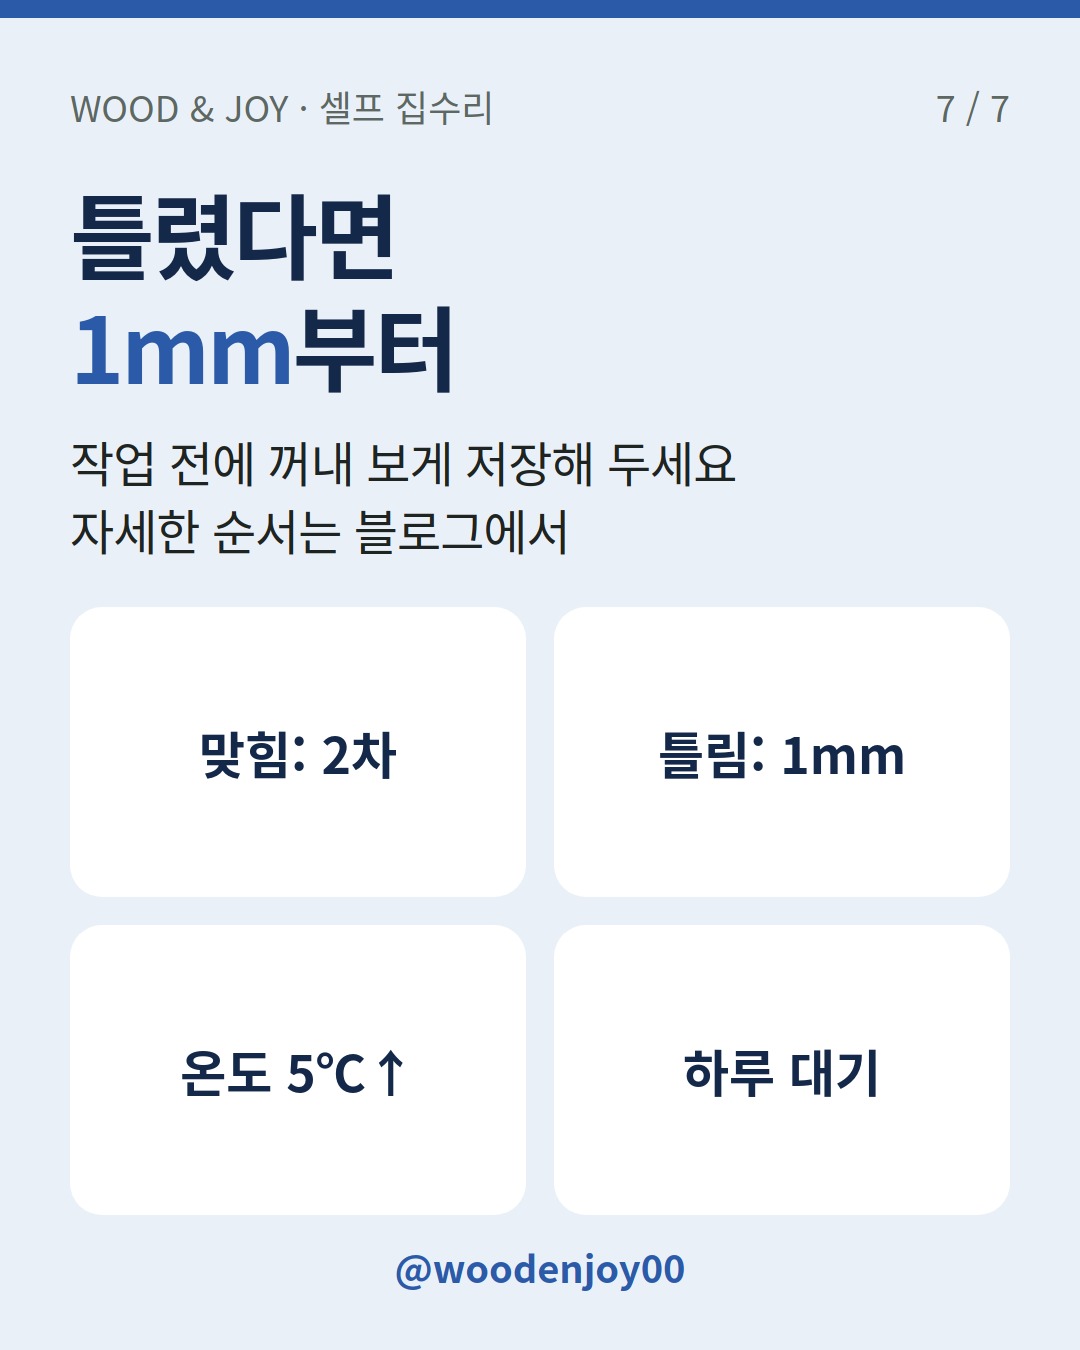 WOOD & JOY · 셀프 집수리
7 / 7
틀렸다면
1mm부터
작업 전에 꺼내 보게 저장해 두세요
자세한 순서는 블로그에서
맞힘: 2차
틀림: 1mm
온도 5℃↑
하루 대기
@woodenjoy00